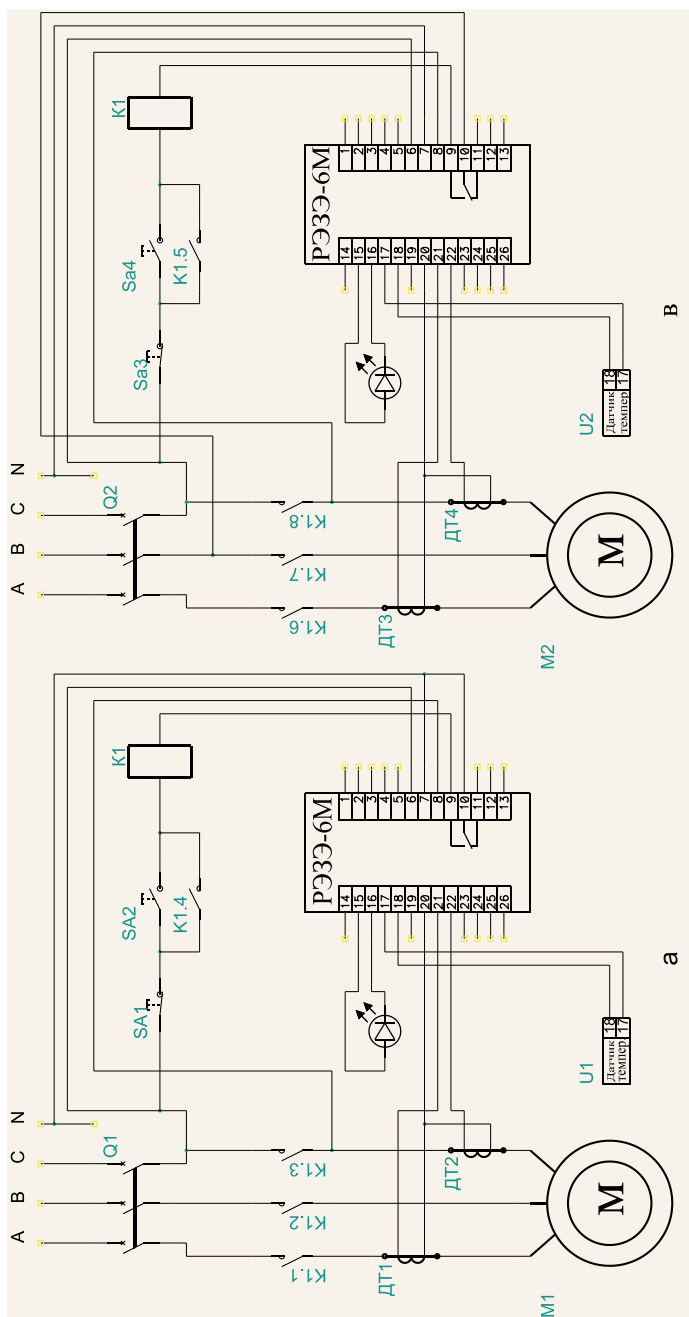 A
B
C
N
Q1
SA1
SA2
K1.4
K1
K1.1
K1.2
K1.3
ДТ1
ДТ2
РЭЗЭ-6М
1
2
3
4
5
6
7
8
9
10
11
12
13
14
15
16
17
18
19
20
21
22
23
24
25
26
U1
Датчик
темпер
18
17
M1
М
а
A
B
C
N
Q2
Sa3
Sa4
K1.5
K1
K1.6
K1.7
K1.8
ДТ3
ДТ4
РЭЗЭ-6М
1
2
3
4
5
6
7
8
9
10
11
12
13
14
15
16
17
18
19
20
21
22
23
24
25
26
U2
Датчик
темпер
18
17
M2
М
в